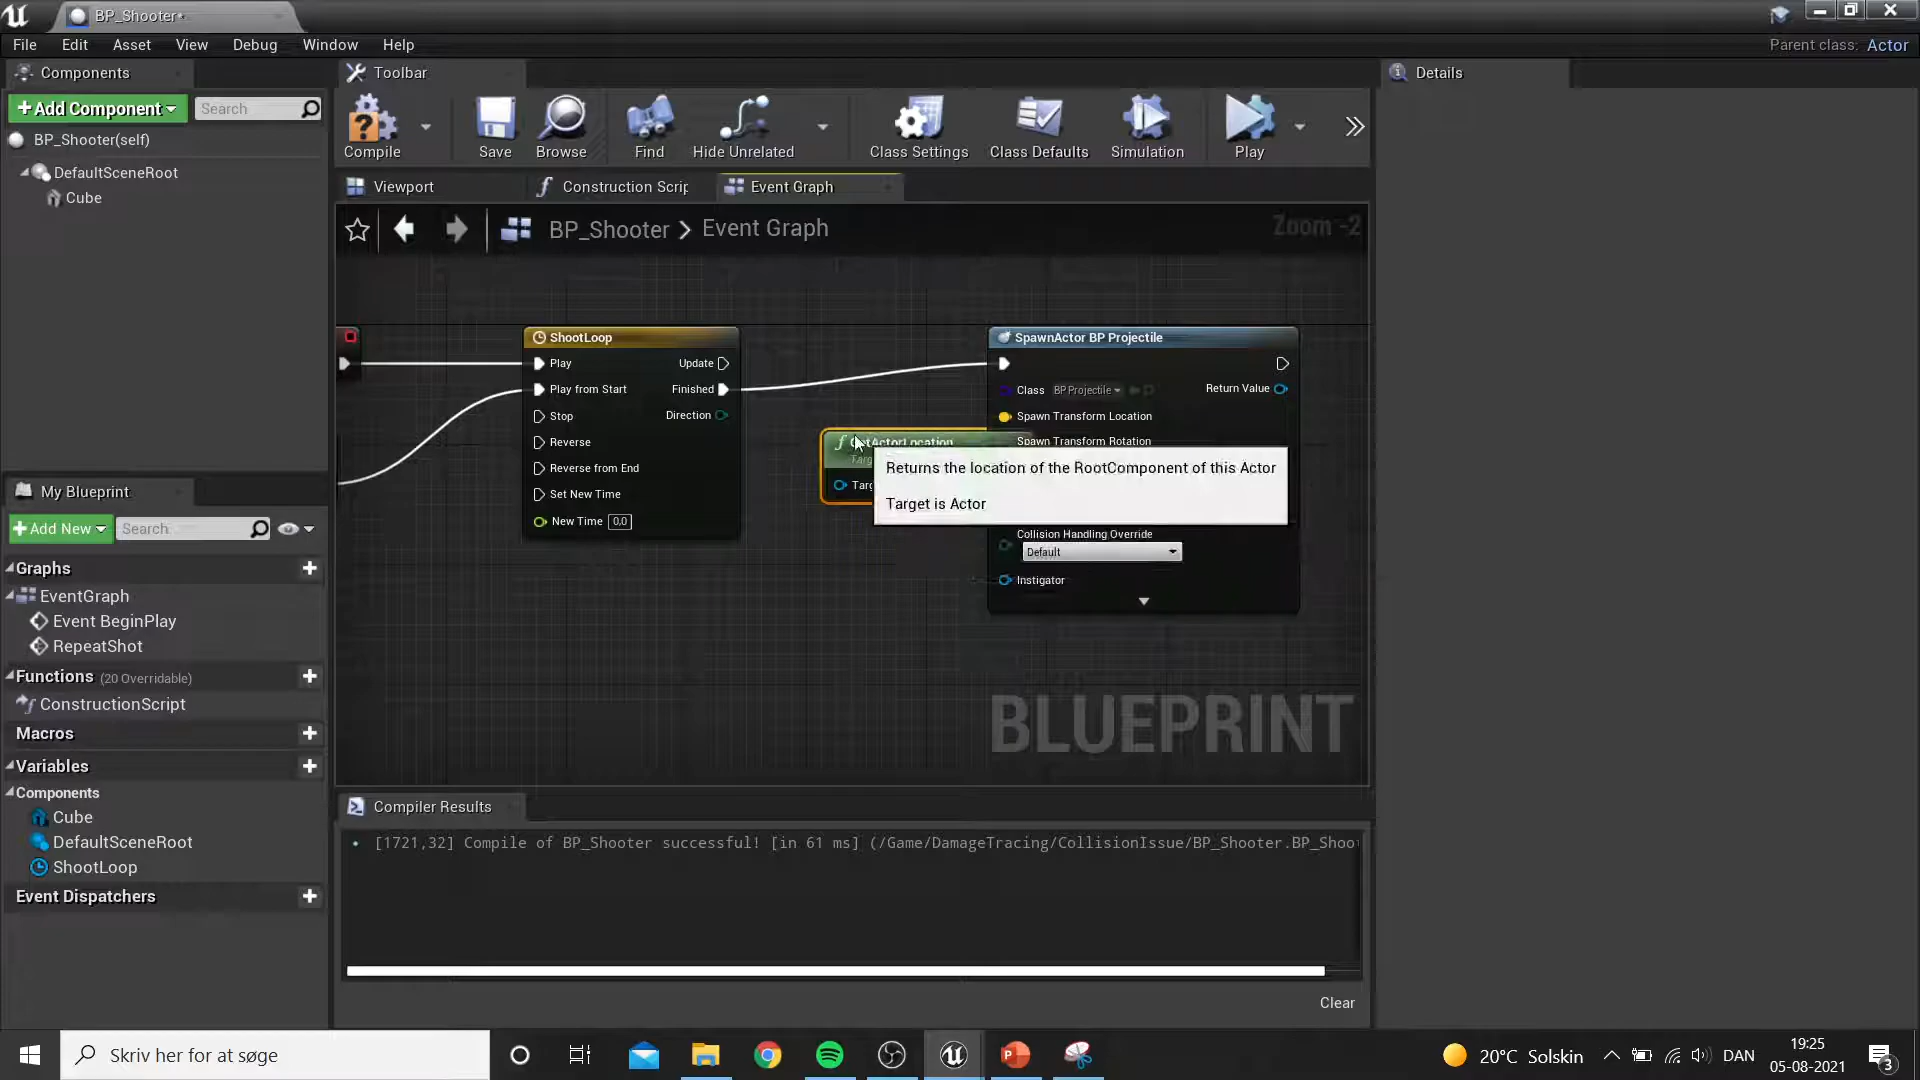 BP_Shooter*
File Edit Asset View Debug Window Help
Parent class: Actor
Components
Toolbar
Details
+Add Component
Search
BP_Shooter(self)
DefaultSceneRoot
Cube
Compile
Save
Browse
Find
Hide Unrelated
Class Settings
Class Defaults
Simulation
Play
Viewport
Construction Scrip
Event Graph
BP_Shooter > Event Graph
Zoom -2
ShootLoop
Play
Update
Play from Start
Finished
Stop
Direction
Reverse
Reverse from End
Set New Time
New Time 0,0
SpawnActor BP Projectile
Class BP Projectile
Return Value
Spawn Transform Location
Spawn Transform Rotation
Returns the location of the RootComponent of this Actor
Target is Actor
Collision Handling Override
Default
Instigator
BLUEPRINT
My Blueprint
+Add New
Search
Graphs
EventGraph
Event BeginPlay
RepeatShot
Functions (20 Overridable)
ConstructionScript
Macros
Variables
Components
Cube
DefaultSceneRoot
ShootLoop
Event Dispatchers
Compiler Results
[1721,32] Compile of BP_Shooter successful! [in 61 ms] (/Game/DamageTracing/CollisionIssue/BP_Shooter.BP_Shoo
Clear
Skriv her for at søge
20°C Solskin
DAN
19:25
05-08-2021
3